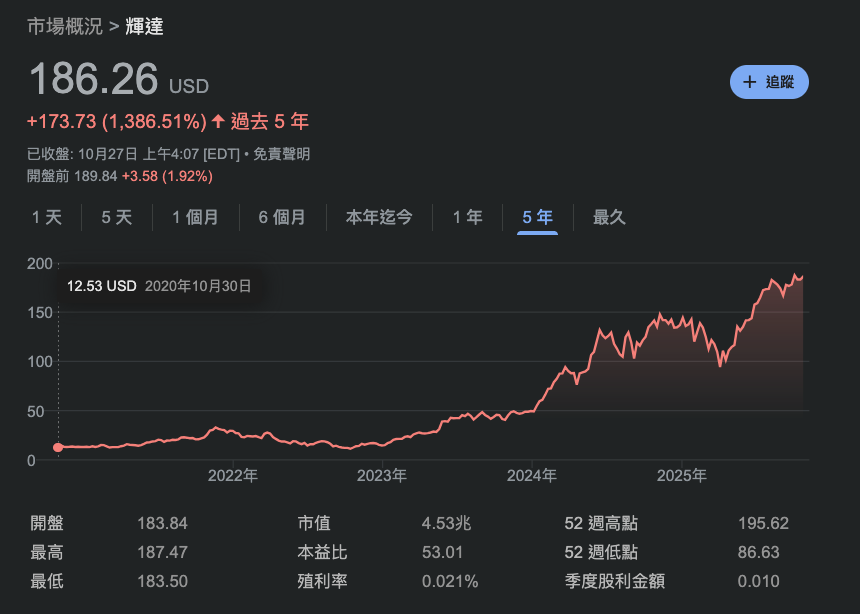 市場概況 > 輝達
186.26 USD
+ 追蹤
+173.73 (1,386.51%) ↑ 過去 5 年
已收盤: 10月27日 上午4:07 [EDT] • 免責聲明
開盤前 189.84 +3.58 (1.92%)
1 天 5 天 1 個月 6 個月 本年迄今 1 年 5 年 最久
200
12.53 USD 2020年10月30日
150
100
50
0
2022年 2023年 2024年 2025年
開盤 183.84 市值 4.53兆 52 週高點 195.62
最高 187.47 本益比 53.01 52 週低點 86.63
最低 183.50 殖利率 0.021% 季度股利金額 0.010